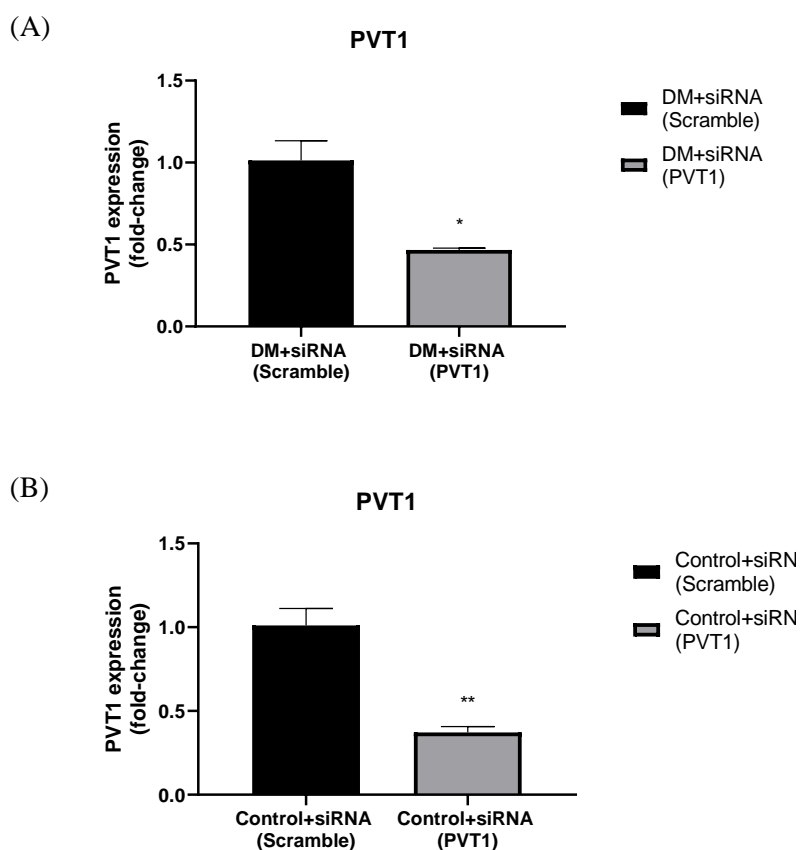 (A)
PVT1
PVT1 expression
(fold-change)
1.5
1.0
0.5
0.0
*
DM+siRNA
(Scramble)
DM+siRNA
(PVT1)
DM+siRNA
(Scramble)
DM+siRNA
(PVT1)
(B)
PVT1
PVT1 expression
(fold-change)
1.5
1.0
0.5
0.0
**
Control+siRNA
(Scramble)
Control+siRNA
(PVT1)
Control+siRN
(Scramble)
Control+siRN
(PVT1)